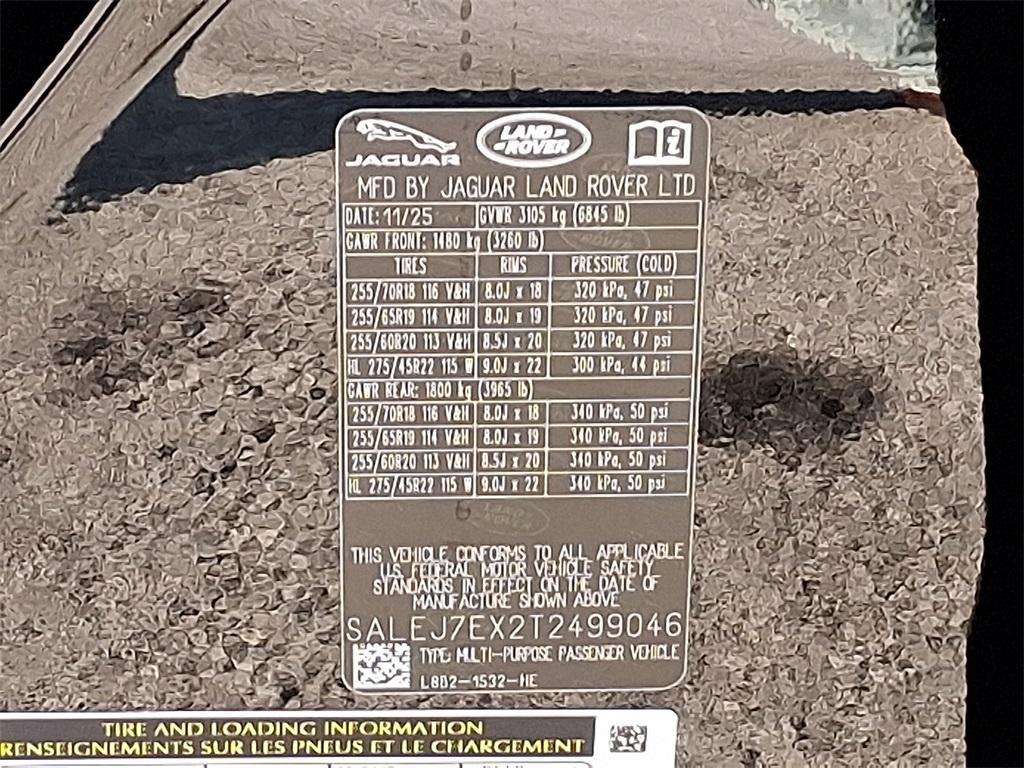 JAGUAR
LAND ROVER
i
MFD BY JAGUAR LAND ROVER LTD
DATE: 11/25 GVWR 3105 kg (6845 lb)
GAWR FRONT: 1480 kg (3260 lb)
TIRES RIMS PRESSURE (COLD)
255/70R18 116 V&H 8.0J x 18 320 kPa, 47 psi
255/65R19 114 V&H 8.0J x 19 320 kPa, 47 psi
255/60R20 113 V&H 8.5J x 20 320 kPa, 47 psi
HL 275/45R22 115 W 9.0J x 22 300 kPa, 44 psi
GAWR REAR: 1800 kg (3965 lb)
255/70R18 116 V&H 8.0J x 18 340 kPa, 50 psi
255/65R19 114 V&H 8.0J x 19 340 kPa, 50 psi
255/60R20 113 V&H 8.5J x 20 340 kPa, 50 psi
HL 275/45R22 115 W 9.0J x 22 340 kPa, 50 psi
THIS VEHICLE CONFORMS TO ALL APPLICABLE
U.S. FEDERAL MOTOR VEHICLE SAFETY
STANDARDS IN EFFECT ON THE DATE OF
MANUFACTURE SHOWN ABOVE
SALEJ7EX2T2499046
TYPE: MULTI-PURPOSE PASSENGER VEHICLE
L8B2-1532-HE
TIRE AND LOADING INFORMATION
RENSEIGNEMENTS SUR LES PNEUS ET LE CHARGEMENT